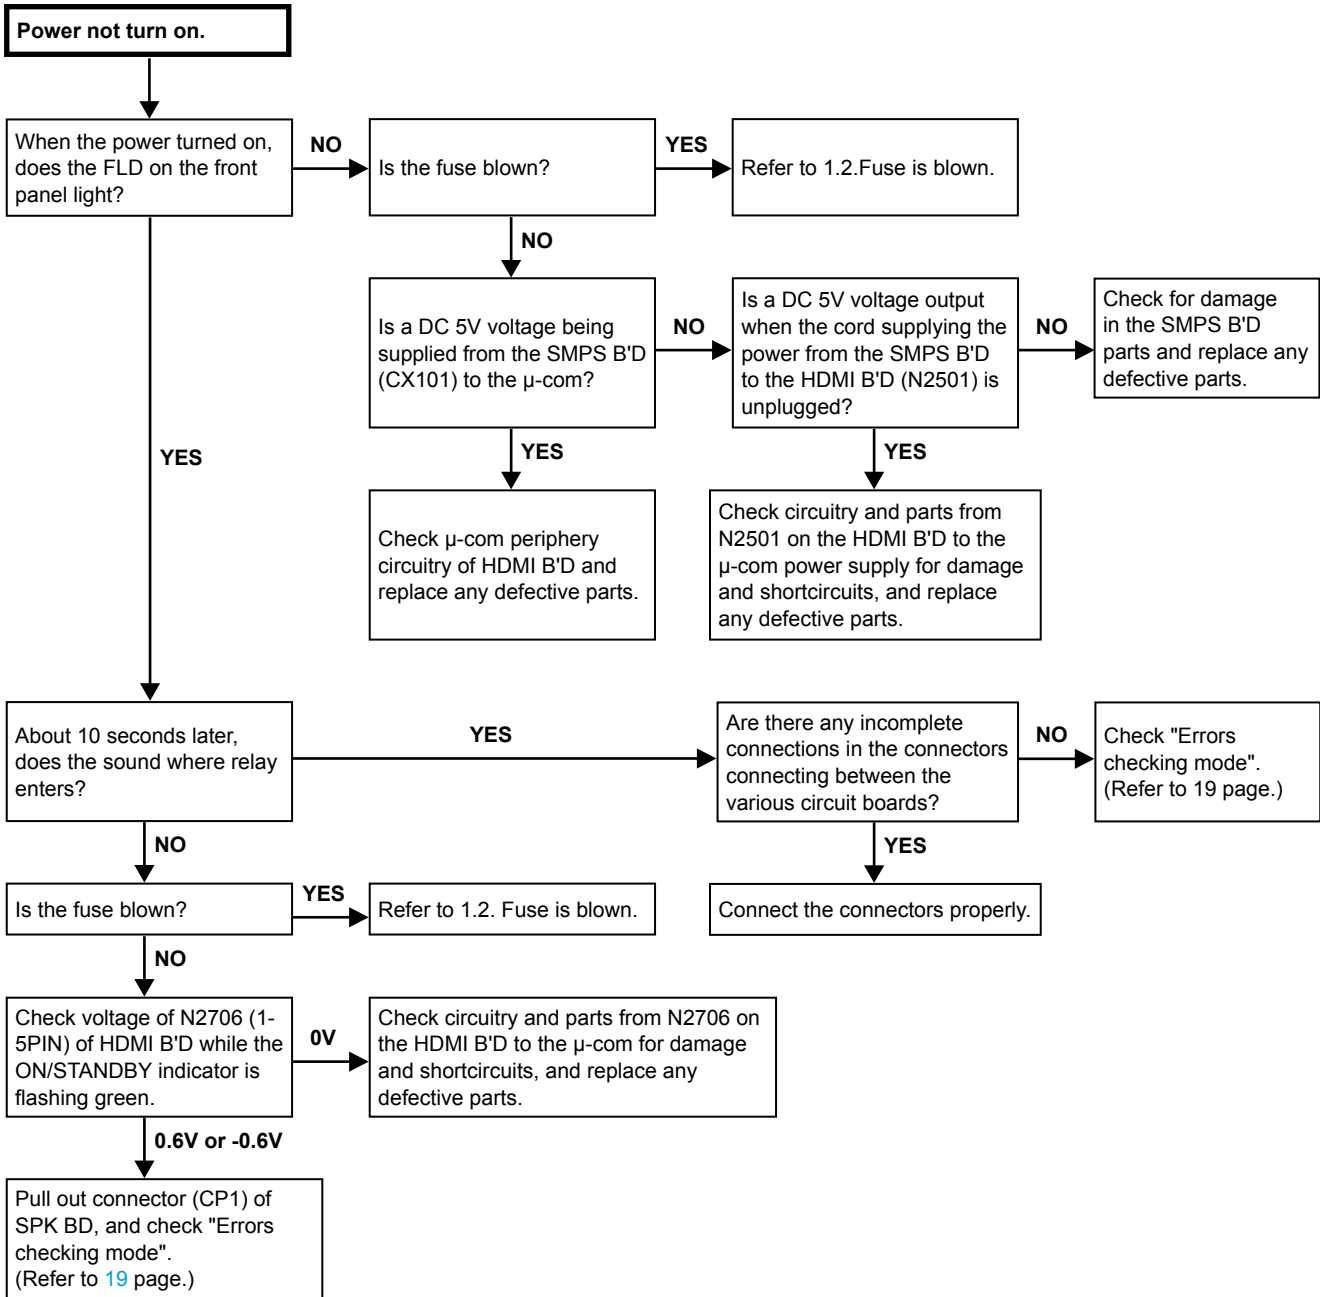 Power not turn on.
When the power turned on,
does the FLD on the front
panel light?
NO
Is the fuse blown?
YES
Refer to 1.2.Fuse is blown.
NO
Is a DC 5V voltage being
supplied from the SMPS B'D
(CX101) to the μ-com?
NO
Is a DC 5V voltage output
when the cord supplying the
power from the SMPS B'D
to the HDMI B'D (N2501) is
unplugged?
NO
Check for damage
in the SMPS B'D
parts and replace any
defective parts.
YES
YES
YES
Check μ-com periphery
circuitry of HDMI B'D and
replace any defective parts.
Check circuitry and parts from
N2501 on the HDMI B'D to the
μ-com power supply for damage
and shortcircuits, and replace
any defective parts.
About 10 seconds later,
does the sound where relay
enters?
YES
Are there any incomplete
connections in the connectors
connecting between the
various circuit boards?
NO
Check "Errors
checking mode".
(Refer to 19 page.)
NO
YES
Is the fuse blown?
YES
Refer to 1.2. Fuse is blown.
Connect the connectors properly.
NO
Check voltage of N2706 (1-
5PIN) of HDMI B'D while the
ON/STANDBY indicator is
flashing green.
0V
Check circuitry and parts from N2706 on
the HDMI B'D to the μ-com for damage
and shortcircuits, and replace any
defective parts.
0.6V or -0.6V
Pull out connector (CP1) of
SPK BD, and check "Errors
checking mode".
(Refer to 19 page.)